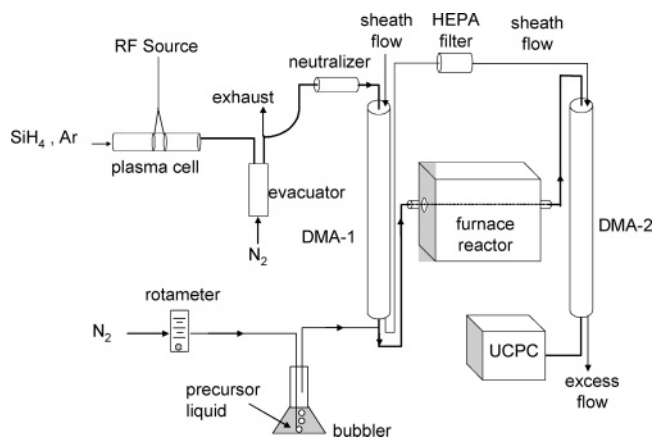 sheath
flow
HEPA
filter
sheath
flow
RF Source
neutralizer
exhaust
SiH4 , Ar
plasma cell
evacuator
N2
DMA-1
furnace
reactor
DMA-2
rotameter
N2
UCPC
precursor
liquid
bubbler
excess
flow